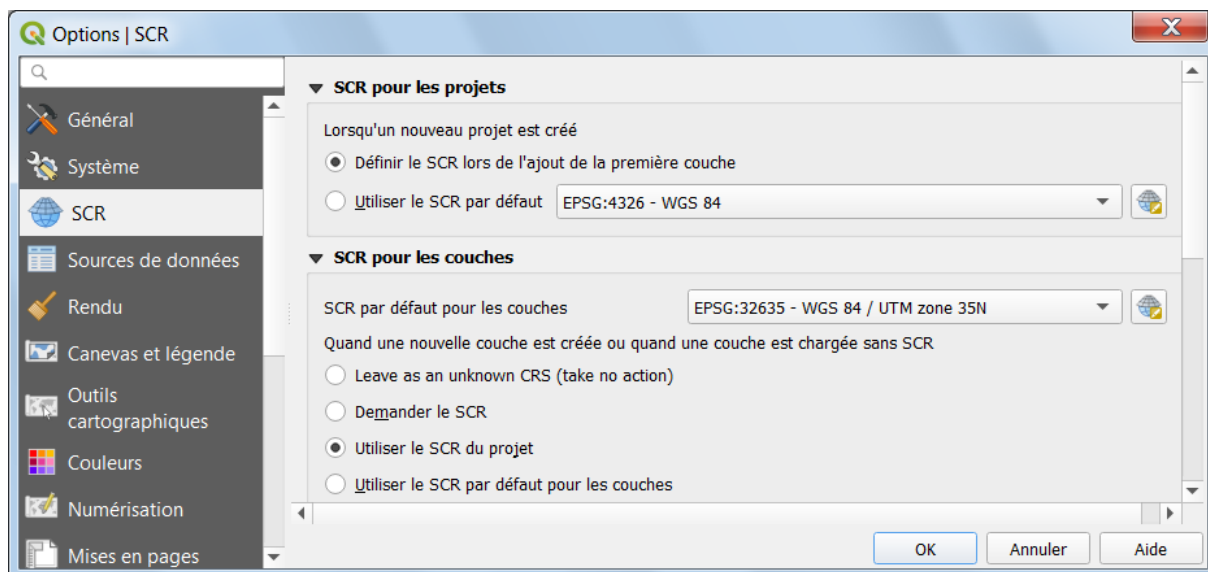 Options | SCR
Général
Système
SCR
Sources de données
Rendu
Canevas et légende
Outils
cartographiques
Couleurs
Numérisation
Mises en pages
SCR pour les projets
Lorsqu'un nouveau projet est créé
Définir le SCR lors de l'ajout de la première couche
Utiliser le SCR par défaut EPSG:4326 - WGS 84
SCR pour les couches
SCR par défaut pour les couches EPSG:32635 - WGS 84 / UTM zone 35N
Quand une nouvelle couche est créée ou quand une couche est chargée sans SCR
Leave as an unknown CRS (take no action)
Demander le SCR
Utiliser le SCR du projet
Utiliser le SCR par défaut pour les couches
OK Annuler Aide